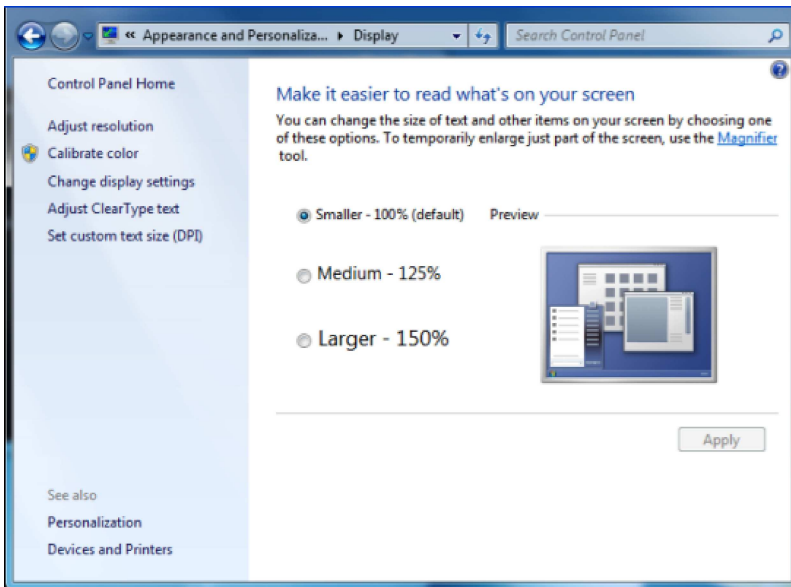 « Appearance and Personaliza... ▸ Display
Search Control Panel
Control Panel Home
Adjust resolution
Calibrate color
Change display settings
Adjust ClearType text
Set custom text size (DPI)
See also
Personalization
Devices and Printers
Make it easier to read what's on your screen
You can change the size of text and other items on your screen by choosing one
of these options. To temporarily enlarge just part of the screen, use the Magnifier
tool.
Smaller - 100% (default)
Preview
Medium - 125%
Larger - 150%
Apply